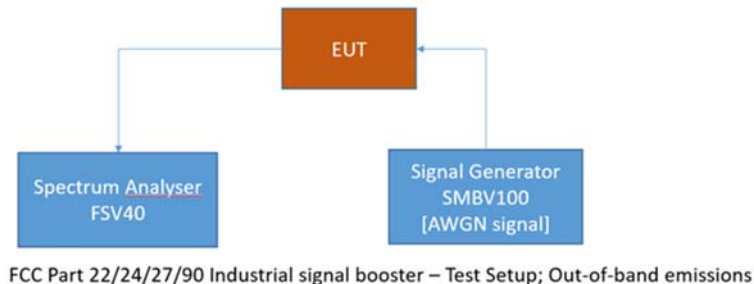 EUT
Spectrum Analyser
FSV40
Signal Generator
SMBV100
[AWGN signal]
FCC Part 22/24/27/90 Industrial signal booster – Test Setup; Out-of-band emissions